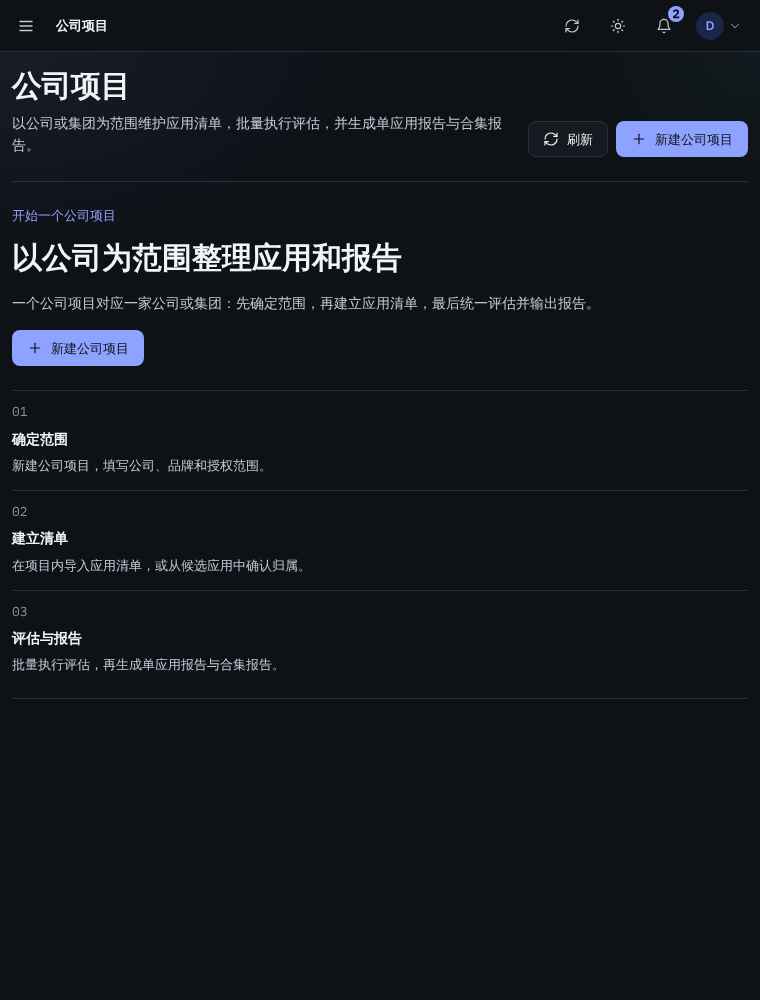 公司项目
2
D
公司项目
以公司或集团为范围维护应用清单，批量执行评估，并生成单应用报告与合集报
告。
刷新
新建公司项目
开始一个公司项目
以公司为范围整理应用和报告
一个公司项目对应一家公司或集团：先确定范围，再建立应用清单，最后统一评估并输出报告。
新建公司项目
01
确定范围
新建公司项目，填写公司、品牌和授权范围。
02
建立清单
在项目内导入应用清单，或从候选应用中确认归属。
03
评估与报告
批量执行评估，再生成单应用报告与合集报告。